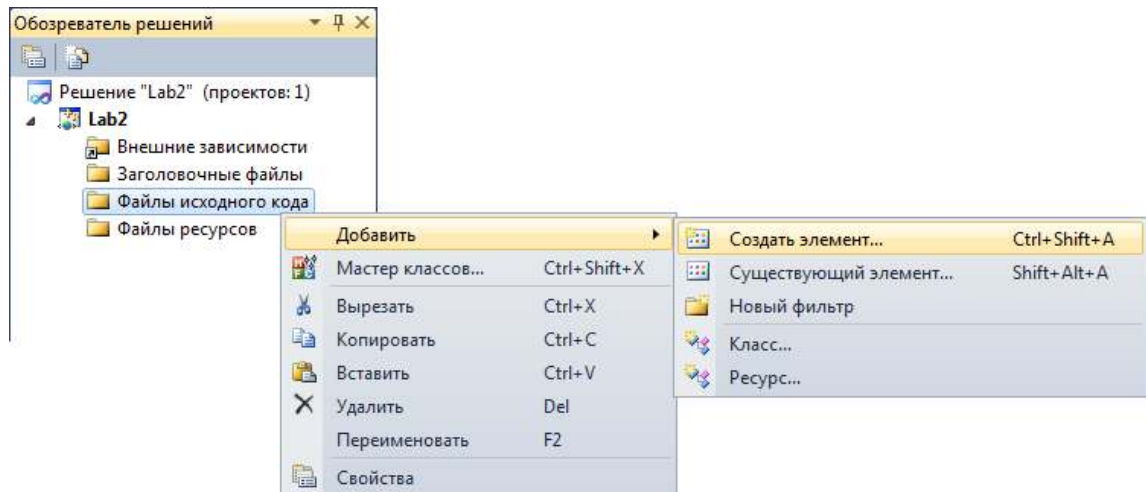 Обозреватель решений
Решение "Lab2" (проектов: 1)
Lab2
Внешние зависимости
Заголовочные файлы
Файлы исходного кода
Файлы ресурсов
Добавить
Мастер классов... Ctrl+Shift+X
Вырезать Ctrl+X
Копировать Ctrl+C
Вставить Ctrl+V
Удалить Del
Переименовать F2
Свойства
Создать элемент... Ctrl+Shift+A
Существующий элемент... Shift+Alt+A
Новый фильтр
Класс...
Ресурс...